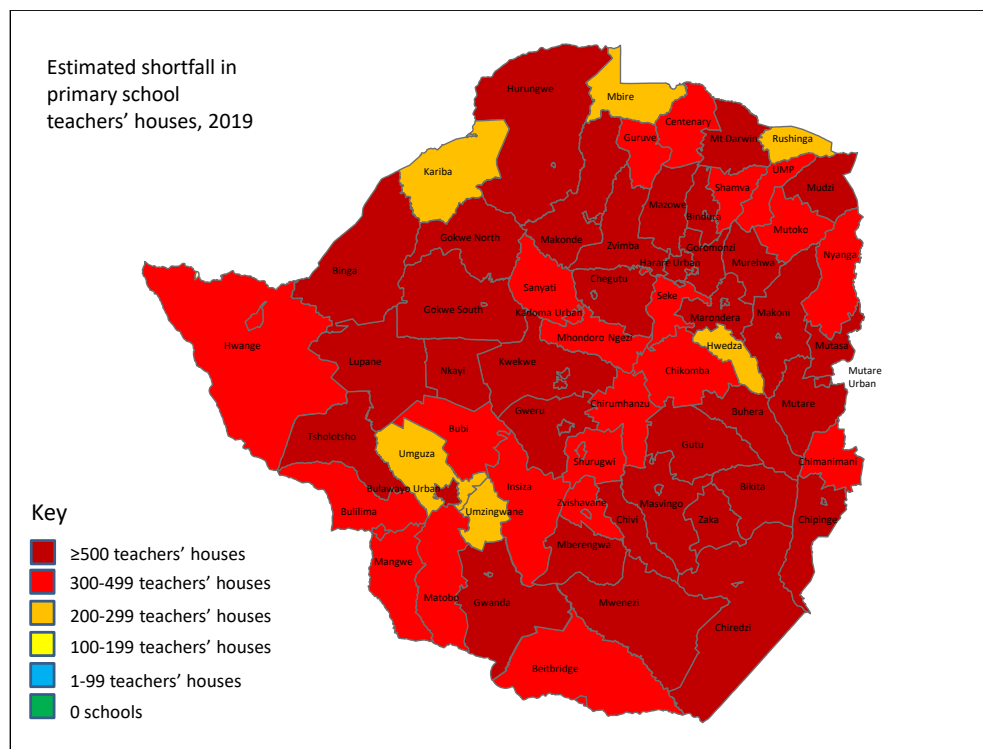 Estimated shortfall in
primary school
teachers’ houses, 2019
Hurungwe
Mbire
Centenary
Guruve
Mt Darwin
Rushinga
Kariba
UMP
Shamva
Mudzi
Mazowe
Bindura
Mutoko
Gokwe North
Makonde
Zvimba
Goromonzi
Nyanga
Harare Urban
Murehwa
Binga
Chegutu
Sanyati
Seke
Gokwe South
Kadoma Urban
Marondera
Makoni
Mhondoro Ngezi
Hwange
Hwedza
Mutasa
Lupane
Nkayi
Kwekwe
Chikomba
Mutare
Urban
Chirumhanzu
Mutare
Gweru
Buhera
Bubi
Tsholotsho
Gutu
Umguza
Shurugwi
Chimanimani
Insiza
Bulawayo Urban
Bikita
Zvishavane
Masvingo
Bulilima
Umzingwane
Chivi
Zaka
Chipinge
Mberengwa
Mangwe
Matobo
Gwanda
Mwenezi
Chiredzi
Beitbridge
Key
≥500 teachers’ houses
300-499 teachers’ houses
200-299 teachers’ houses
100-199 teachers’ houses
1-99 teachers’ houses
0 schools